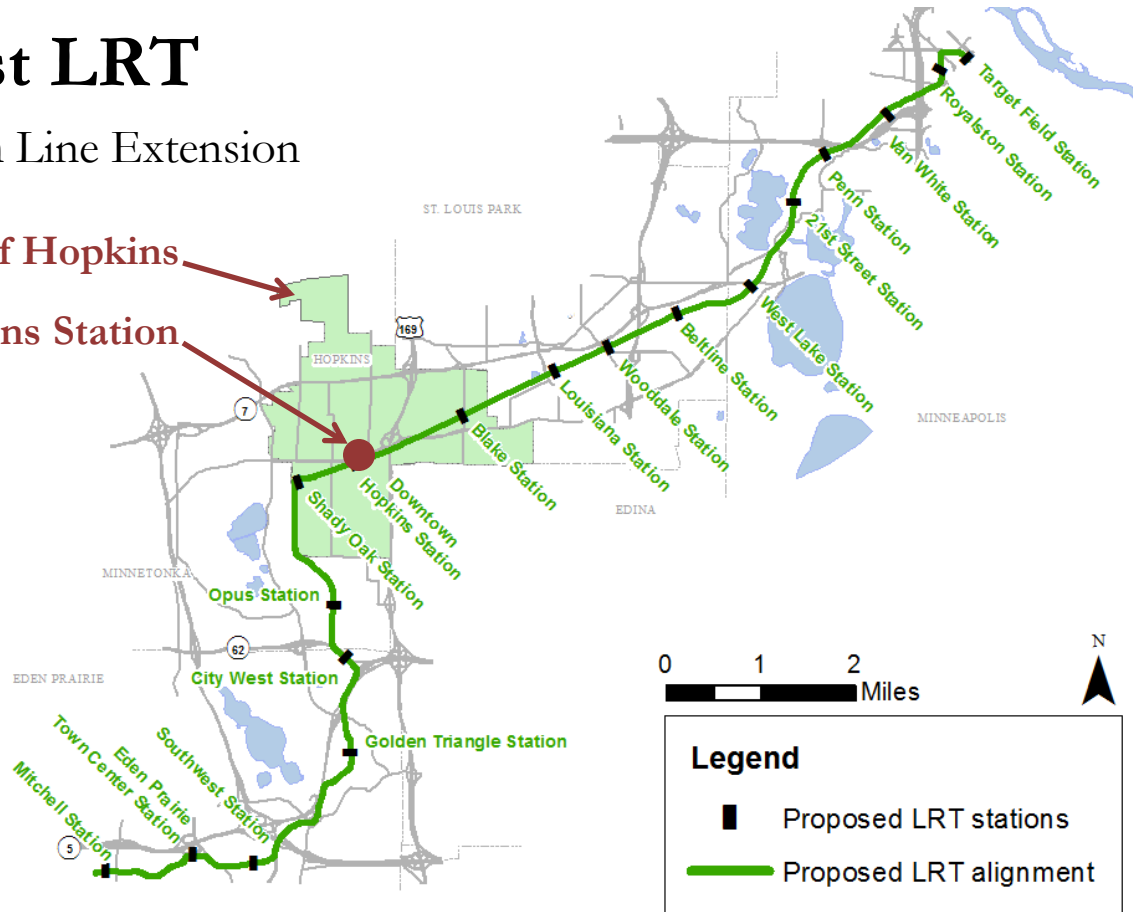 st LRT
Line Extension
f Hopkins
ns Station
ST. LOUIS PARK
HOPKINS
169
7
MINNEAPOLIS
EDINA
MINNETONKA
62
EDEN PRAIRIE
5
Target Field Station
Royalston Station
Van White Station
Penn Station
21st Street Station
West Lake Station
Beltline Station
Wooddale Station
Louisiana Station
Blake Station
Downtown
Hopkins Station
Shady Oak Station
Opus Station
City West Station
Golden Triangle Station
Southwest Station
Eden Prairie
Town Center Station
Mitchell Station
0 1 2
Miles
N
Legend
Proposed LRT stations
Proposed LRT alignment